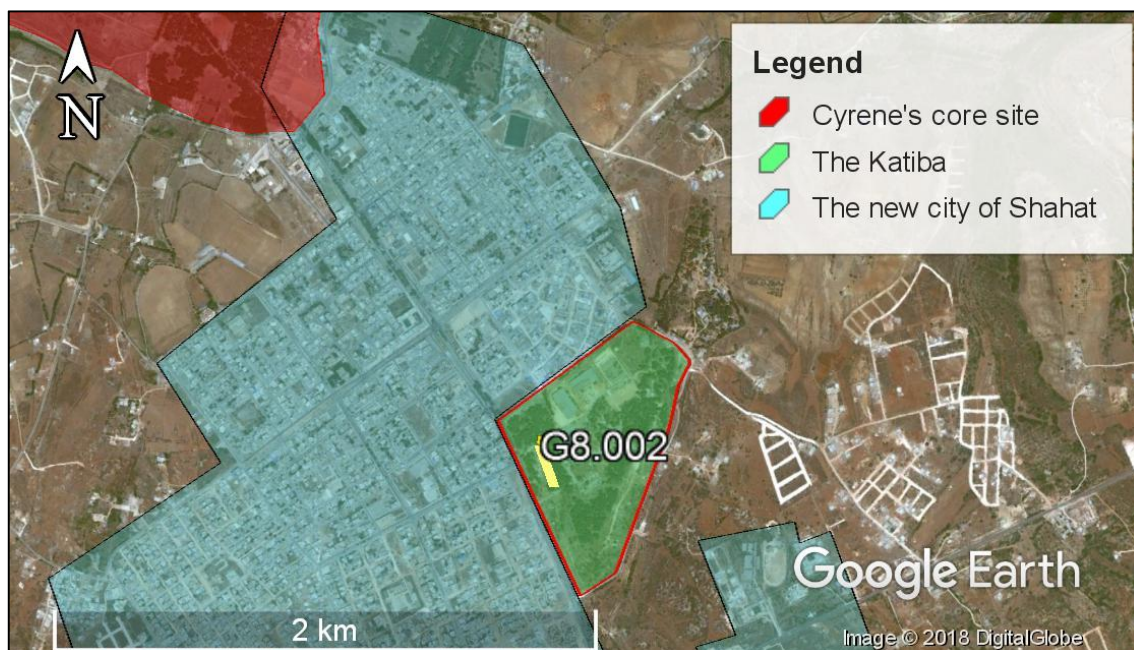 N
Legend
Cyrene's core site
The Katiba
The new city of Shahat
G8.002
Google Earth
2 km
Image © 2018 DigitalGlobe